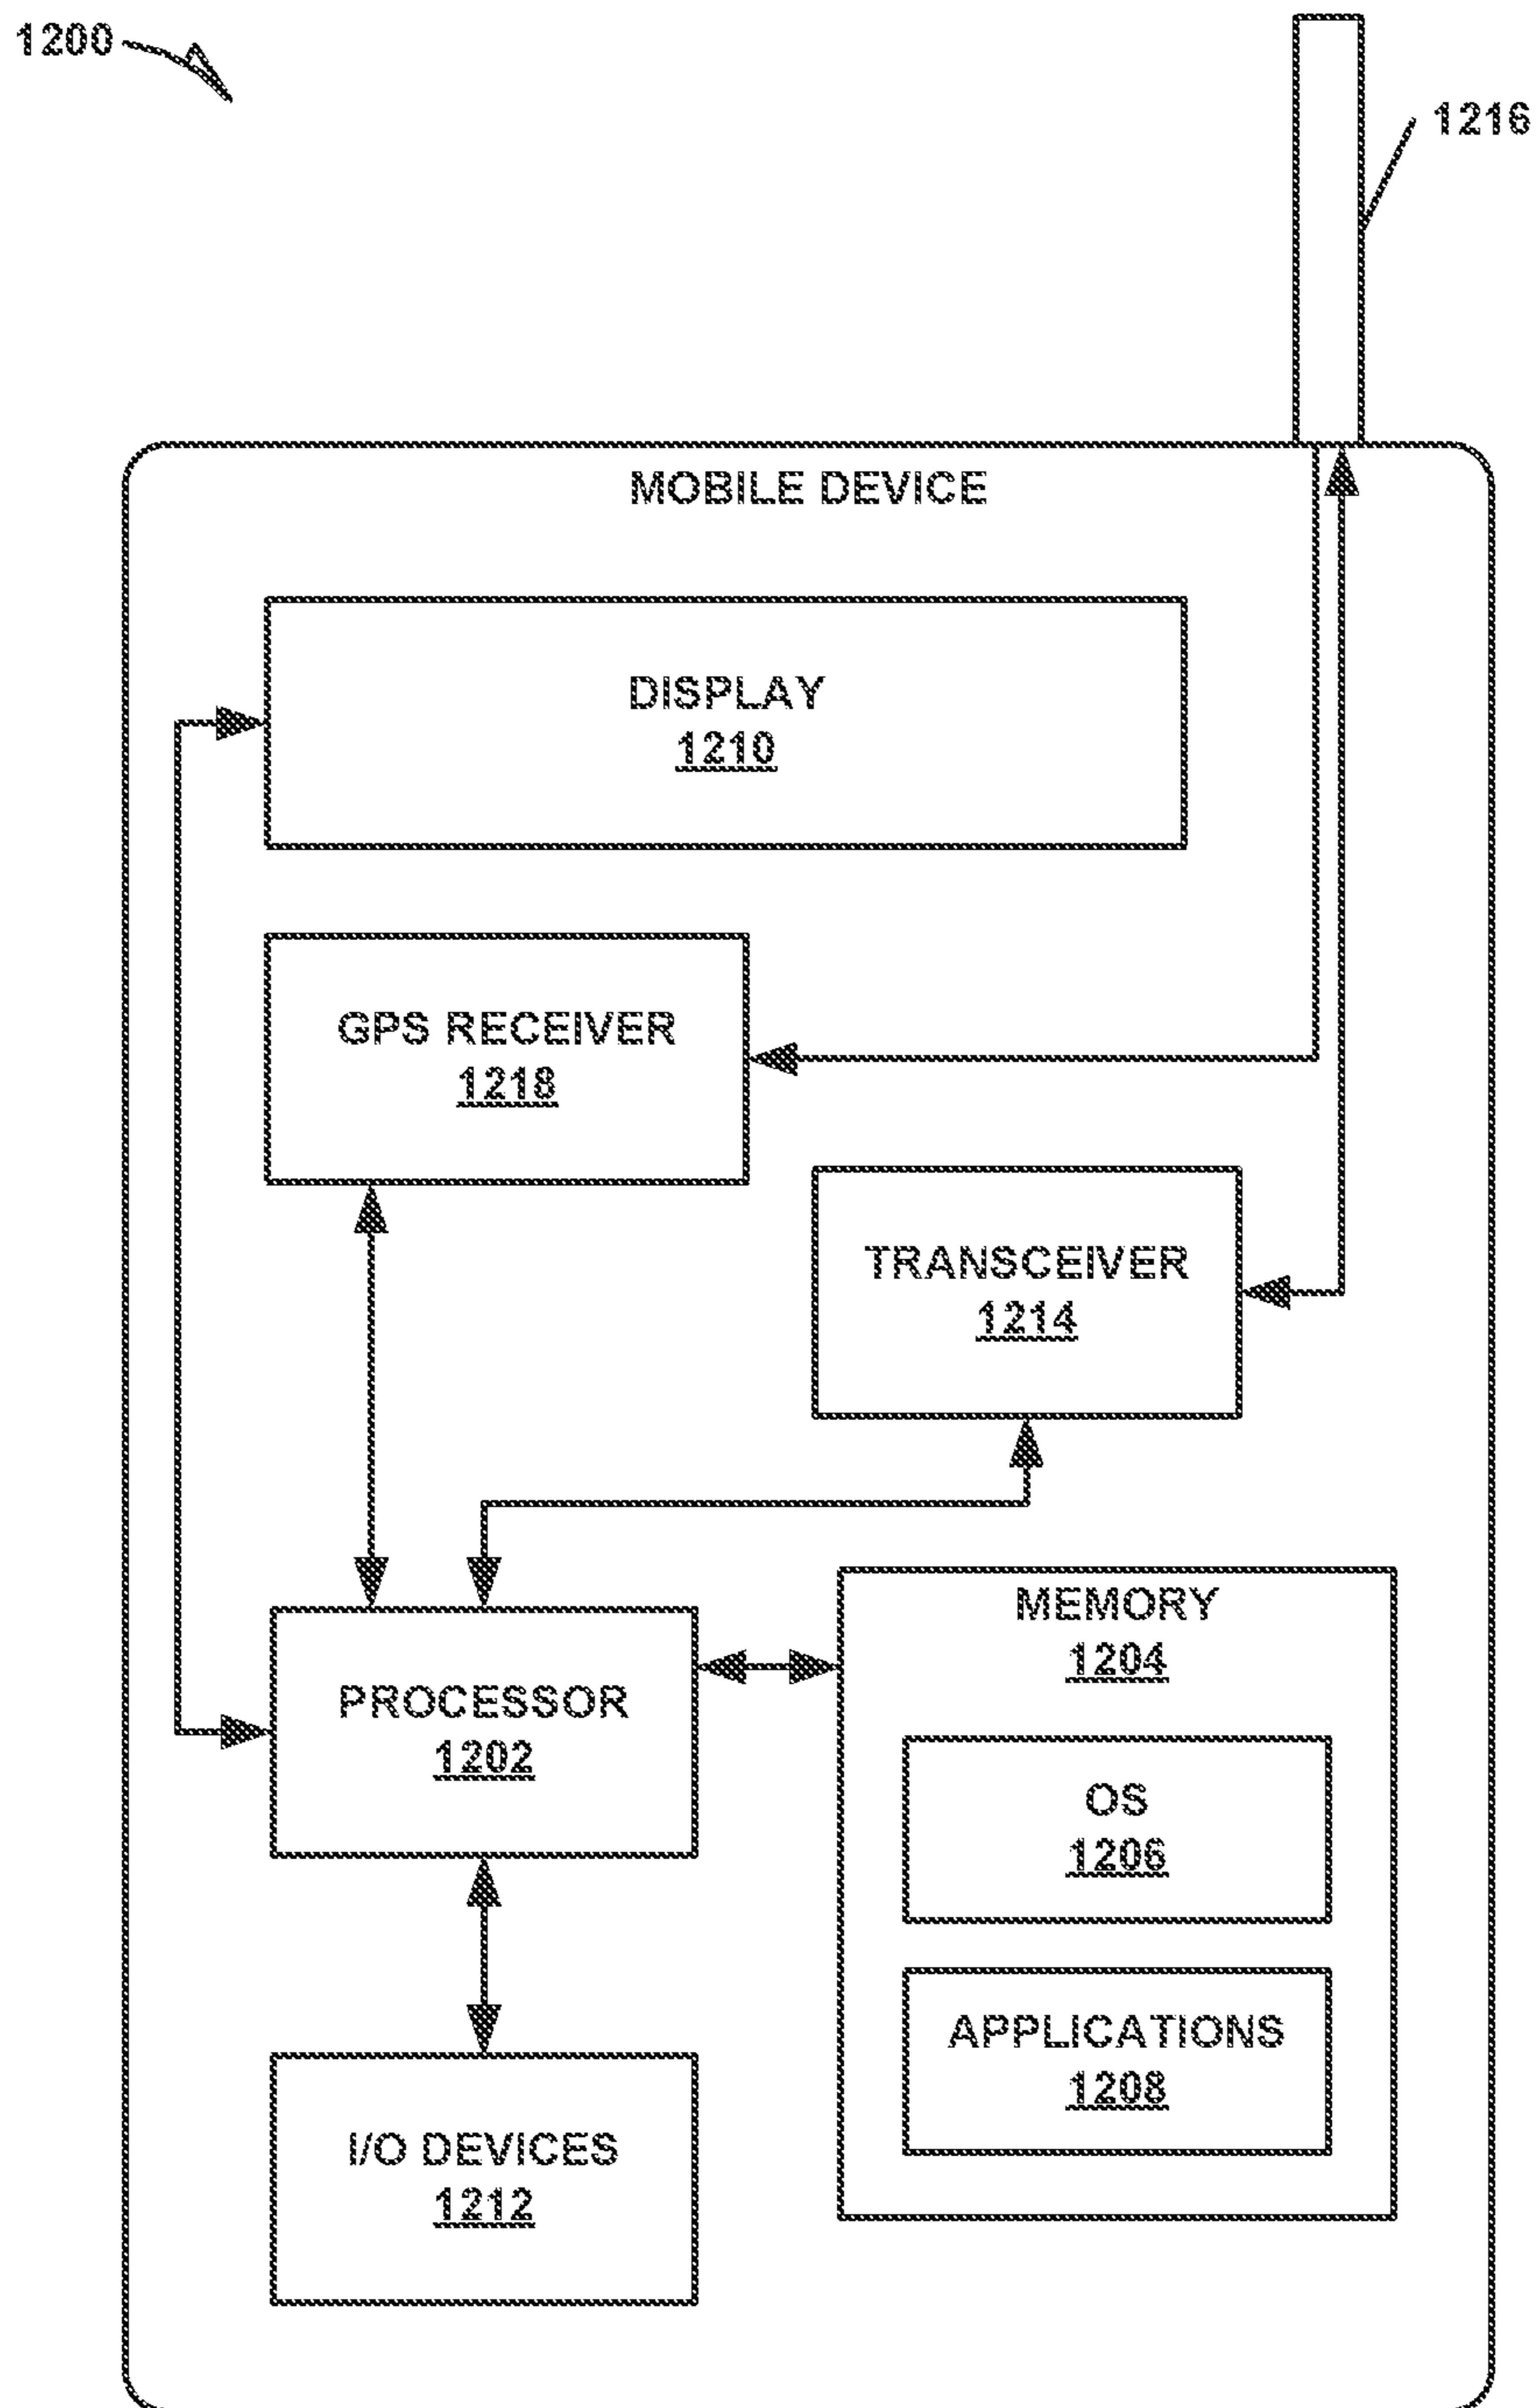 1200
1216
MOBILE DEVICE
DISPLAY
1210
GPS RECEIVER
1218
TRANSCEIVER
1214
PROCESSOR
1202
MEMORY
1204
OS
1206
APPLICATIONS
1208
I/O DEVICES
1212